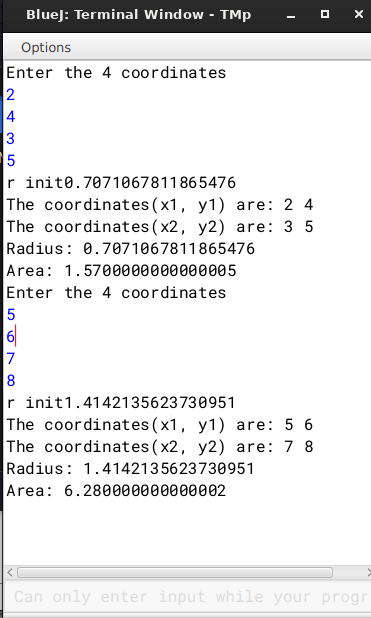 BlueJ: Terminal Window - TMp
Options
Enter the 4 coordinates
2
4
3
5
r init0.7071067811865476
The coordinates(x1, y1) are: 2 4
The coordinates(x2, y2) are: 3 5
Radius: 0.7071067811865476
Area: 1.5700000000000005
Enter the 4 coordinates
5
6
7
8
r init1.4142135623730951
The coordinates(x1, y1) are: 5 6
The coordinates(x2, y2) are: 7 8
Radius: 1.4142135623730951
Area: 6.280000000000002
Can only enter input while your progr